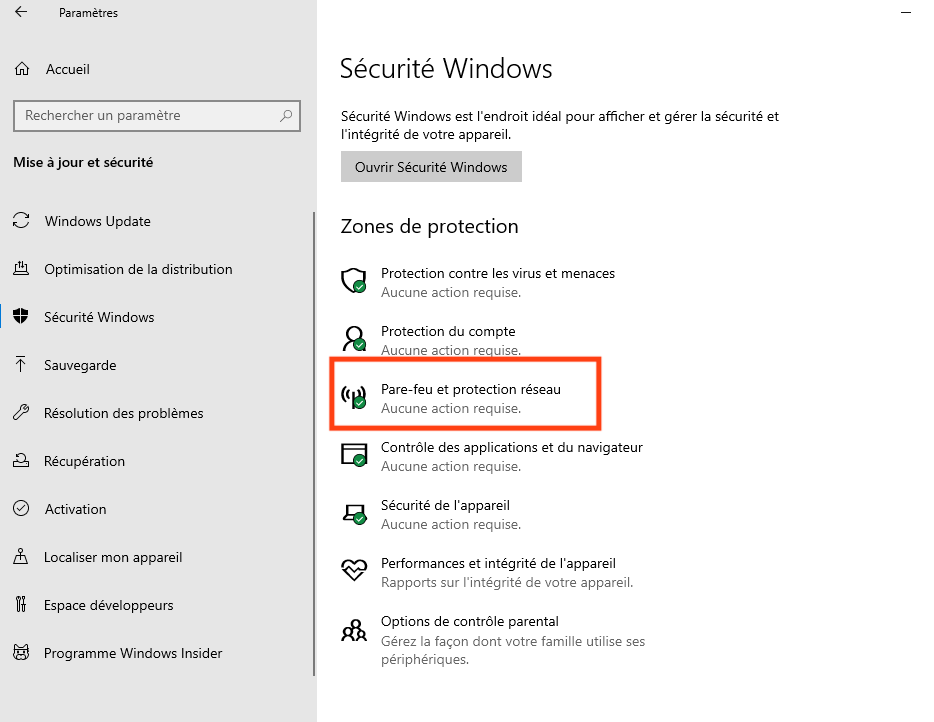 Paramètres
Accueil
Rechercher un paramètre
Mise à jour et sécurité
Windows Update
Optimisation de la distribution
Sécurité Windows
Sauvegarde
Résolution des problèmes
Récupération
Activation
Localiser mon appareil
Espace développeurs
Programme Windows Insider
Sécurité Windows
Sécurité Windows est l'endroit idéal pour afficher et gérer la sécurité et
l'intégrité de votre appareil.
Ouvrir Sécurité Windows
Zones de protection
Protection contre les virus et menaces
Aucune action requise.
Protection du compte
Aucune action requise.
Pare-feu et protection réseau
Aucune action requise.
Contrôle des applications et du navigateur
Aucune action requise.
Sécurité de l'appareil
Aucune action requise.
Performances et intégrité de l'appareil
Rapports sur l'intégrité de votre appareil.
Options de contrôle parental
Gérez la façon dont votre famille utilise ses
périphériques.